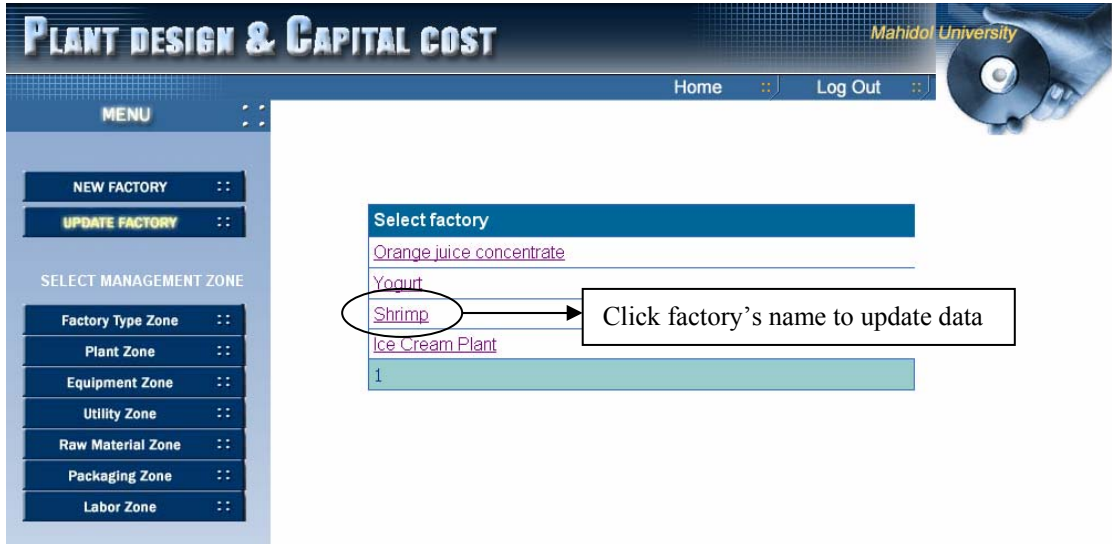 PLANT DESIGN & CAPITAL COST
Mahidol University
Home :: Log Out ::
MENU ::
NEW FACTORY ::
UPDATE FACTORY ::
SELECT MANAGEMENT ZONE
Factory Type Zone ::
Plant Zone ::
Equipment Zone ::
Utility Zone ::
Raw Material Zone ::
Packaging Zone ::
Labor Zone ::
Select factory
Orange juice concentrate
Yogurt
Shrimp
Click factory’s name to update data
Ice Cream Plant
1